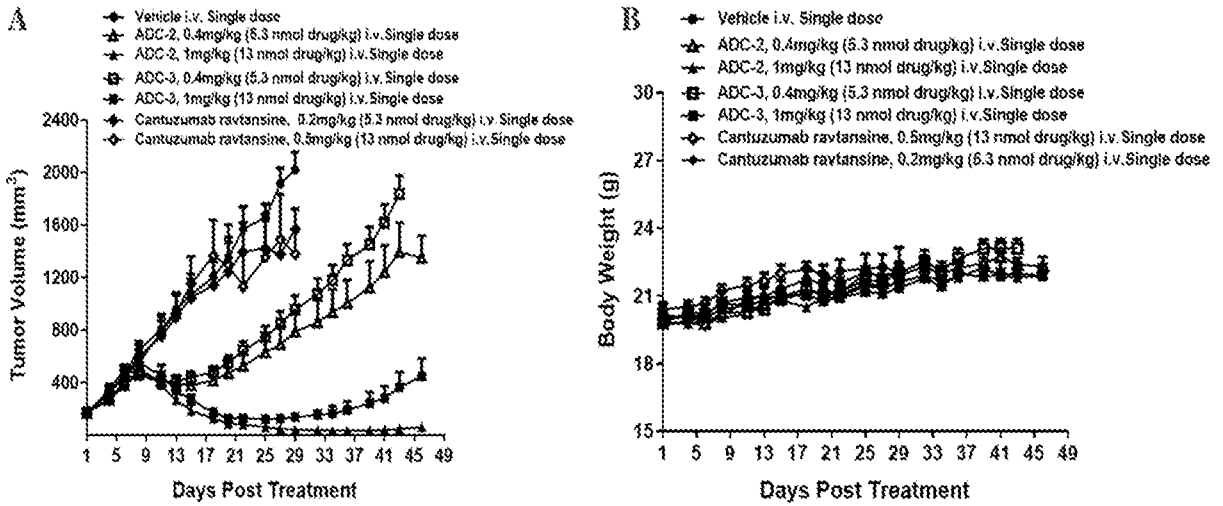 A
Vehicle i.v. Single dose
ADC-2, 0.4mg/kg (5.3 nmol drug/kg) i.v.Single dose
ADC-2, 1mg/kg (13 nmol drug/kg) i.v.Single dose
ADC-3, 0.4mg/kg (5.3 nmol drug/kg) i.v.Single dose
ADC-3, 1mg/kg (13 nmol drug/kg) i.v.Single dose
Cantuzumab ravtansine, 0.2mg/kg (5.3 nmol drug/kg) i.v.Single dose
Cantuzumab ravtansine, 0.5mg/kg (13 nmol drug/kg) i.v.Single dose
Tumor Volume (mm³)
2400
2000
1600
1200
800
400
1 5 9 13 17 21 25 29 33 37 41 45 49
Days Post Treatment
B
Vehicle i.v. Single dose
ADC-2, 0.4mg/kg (5.3 nmol drug/kg) i.v.Single dose
ADC-2, 1mg/kg (13 nmol drug/kg) i.v.Single dose
ADC-3, 0.4mg/kg (5.3 nmol drug/kg) i.v.Single dose
ADC-3, 1mg/kg (13 nmol drug/kg) i.v.Single dose
Cantuzumab ravtansine, 0.5mg/kg (13 nmol drug/kg) i.v.Single dose
Cantuzumab ravtansine, 0.2mg/kg (5.3 nmol drug/kg) i.v.Single dose
Body Weight (g)
30
27
24
21
18
15
1 5 9 13 17 21 25 29 33 37 41 45 49
Days Post Treatment